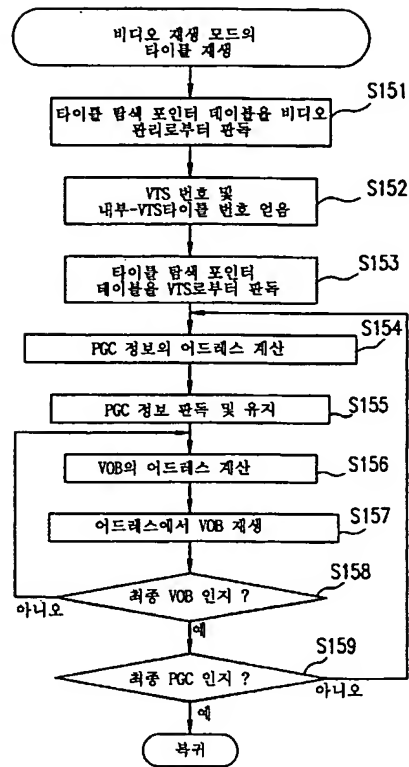 비디오 재생 모드의
타이틀 재생
S151
타이틀 탐색 포인터 테이블을 비디오
관리로부터 판독
S152
VTS 번호 및
내부-VTS타이틀 번호 얻음
S153
타이틀 탐색 포인터
테이블을 VTS로부터 판독
S154
PGC 정보의 어드레스 계산
S155
PGC 정보 판독 및 유지
S156
VOB의 어드레스 계산
S157
어드레스에서 VOB 재생
S158
최종 VOB 인지 ?
아니오
예
S159
최종 PGC 인지 ?
아니오
예
복귀